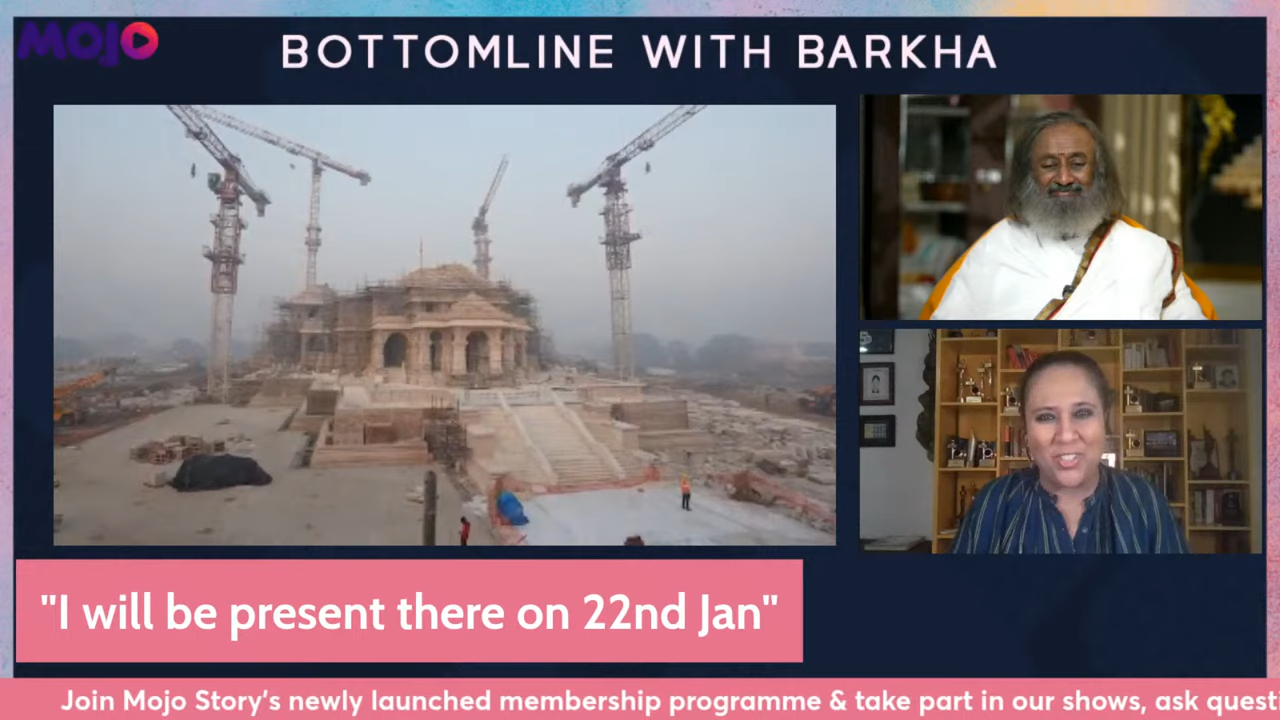 MOJO
BOTTOMLINE WITH BARKHA
"I will be present there on 22nd Jan"
Join Mojo Story's newly launched membership programme & take part in our shows, ask questi